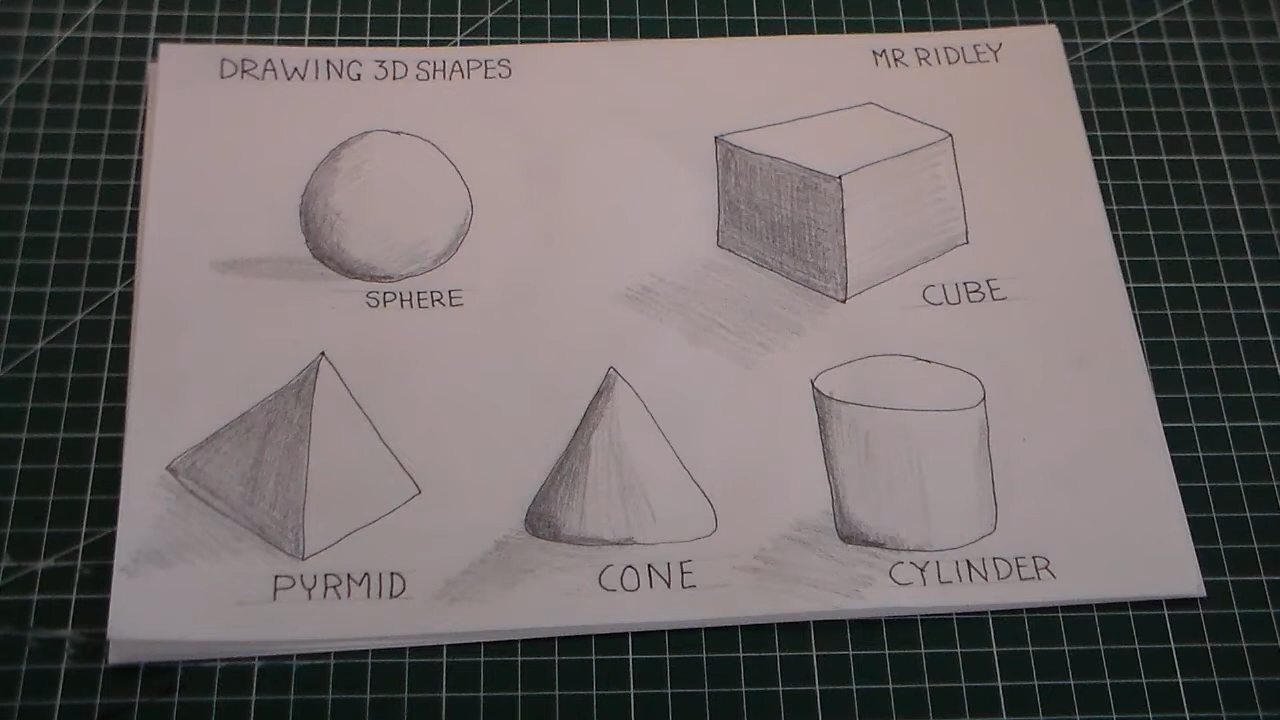 DRAWING 3D SHAPES
MR RIDLEY
SPHERE
CUBE
PYRMID
CONE
CYLINDER